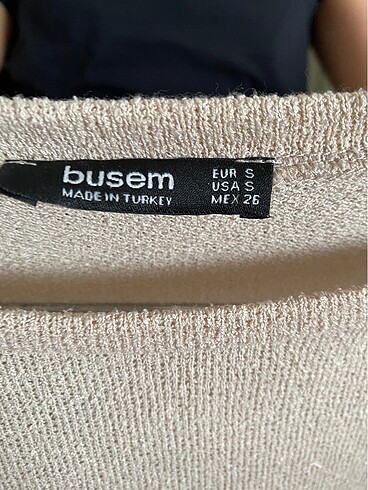 busem
MADE IN TURKEY
EUR S
USA S
MEX 26